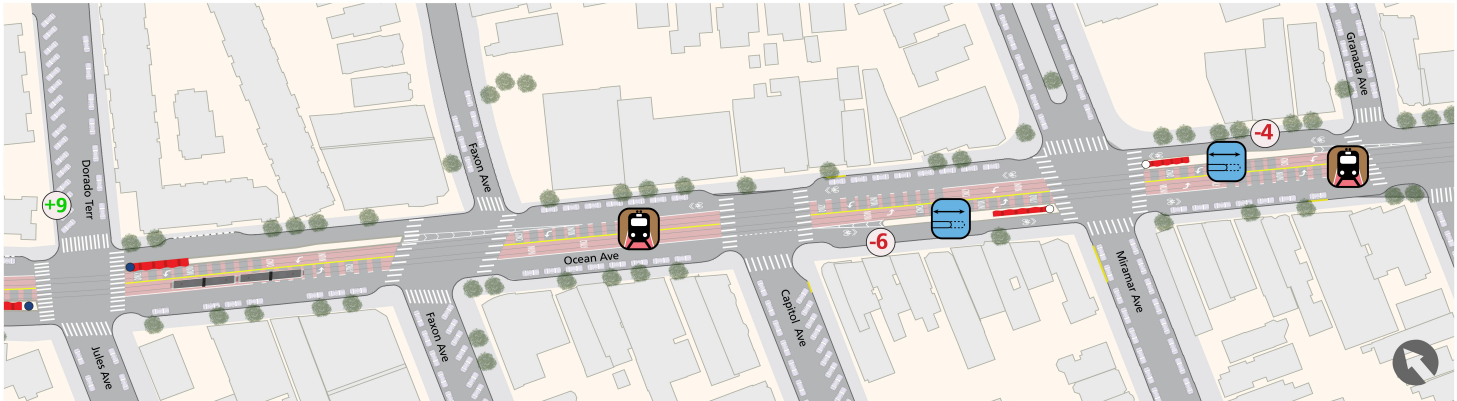 Granada Ave
-4
Dorado Terr
Faxon Ave
+9
-6
Ocean Ave
Miramar Ave
Capitol Ave
Faxon Ave
Jules Ave